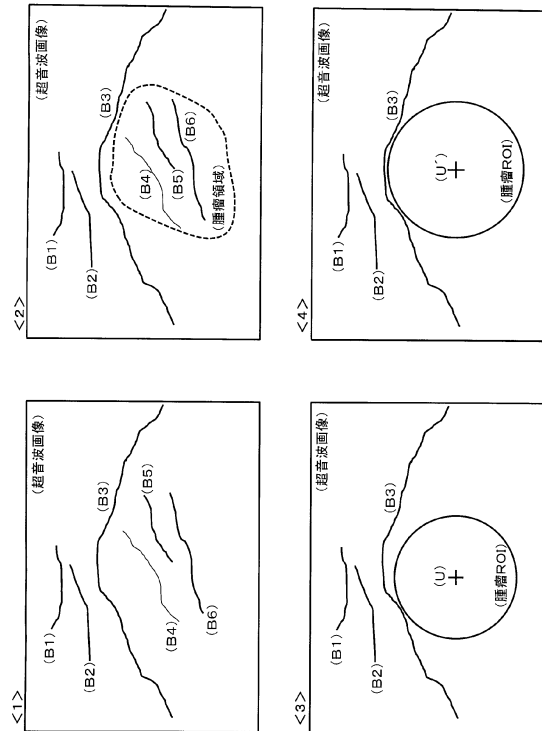 <1>
(超音波画像)
(B1)
(B2)
(B3)
(B4)
(B5)
(B6)
<2>
(超音波画像)
(B1)
(B2)
(B3)
(B4)
(B5)
(B6)
(腫瘤領域)
<3>
(超音波画像)
(B1)
(B2)
(B3)
(U)
(腫瘤ROI)
<4>
(超音波画像)
(B1)
(B2)
(B3)
(U´)
(腫瘤ROI)